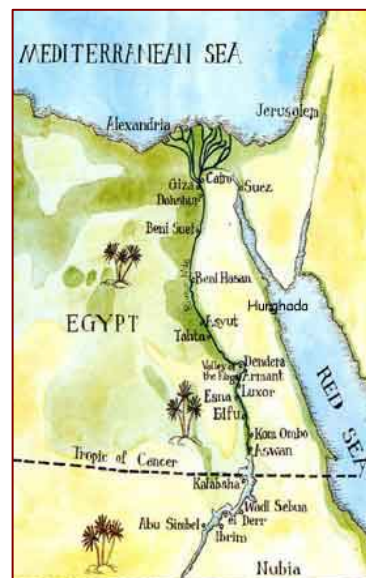 MEDITERRANEAN SEA
Jerusalem
Alexandria
Cairo
Giza
Suez
Dahshur
Beni Suef
Nile
Beni Hasan
Hurghada
EGYPT
Asyut
Tahta
RED SEA
Dendera
Valley of
the Kings
Armant
Luxor
Esna
Edfu
Kom Ombo
Aswan
Tropic of Cancer
Kalabsha
Wadi Sebua
Abu Simbel
el Derr
Ibrim
Nubia